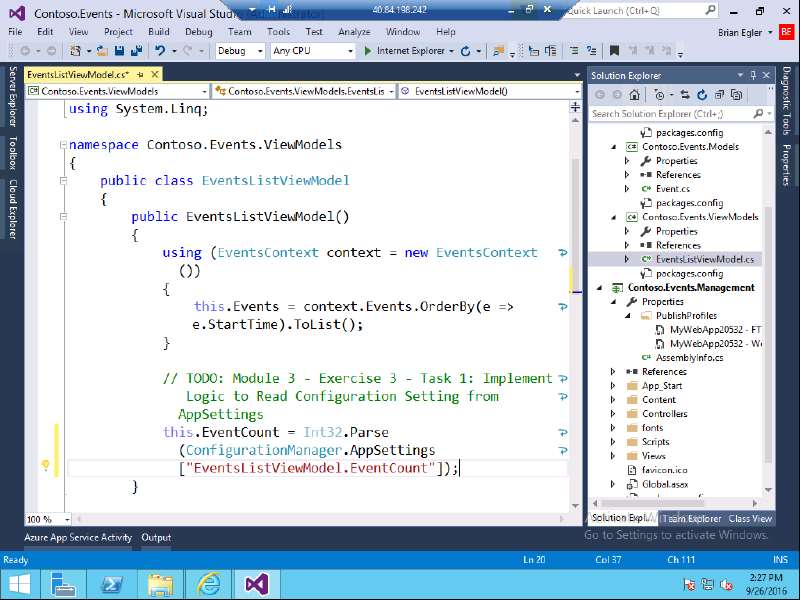 Contoso.Events - Microsoft Visual Stu
40.84.198.242
Quick Launch (Ctrl+Q)
File Edit View Project Build Debug Team Tools Test Analyze Window Help
Brian Egler BE
Debug Any CPU Internet Explorer
Server Explorer
Toolbox
Cloud Explorer
EventsListViewModel.cs*
Contoso.Events.ViewModels Contoso.Events.ViewModels.EventsLis EventsListViewModel()
using System.Linq;
namespace Contoso.Events.ViewModels
{
public class EventsListViewModel
{
public EventsListViewModel()
{
using (EventsContext context = new EventsContext
())
{
this.Events = context.Events.OrderBy(e =>
e.StartTime).ToList();
}
// TODO: Module 3 - Exercise 3 - Task 1: Implement
Logic to Read Configuration Setting from
AppSettings
this.EventCount = Int32.Parse
(ConfigurationManager.AppSettings
["EventsListViewModel.EventCount"]);
}
100 %
Solution Explorer
Search Solution Explorer (Ctrl+;)
packages.config
Contoso.Events.Models
Properties
References
Event.cs
packages.config
Contoso.Events.ViewModels
Properties
References
EventsListViewModel.cs
packages.config
Contoso.Events.Management
Properties
PublishProfiles
MyWebApp20532 - FT
MyWebApp20532 - W
AssemblyInfo.cs
References
App_Start
Content
Controllers
fonts
Scripts
Views
favicon.ico
Global.asax
Solution Expl... Team Explorer Class View
Diagnostic Tools
Properties
Go to Settings to activate Windows.
Azure App Service Activity Output
Ready Ln 20 Col 37 Ch 111 INS
2:27 PM
9/26/2016